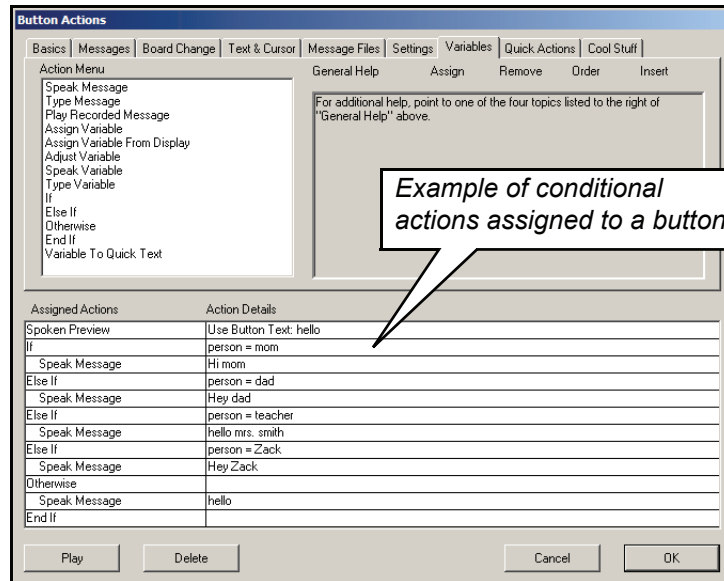 Button Actions
Basics Messages Board Change Text & Cursor Message Files Settings Variables Quick Actions Cool Stuff
Action Menu
Speak Message
Type Message
Play Recorded Message
Assign Variable
Assign Variable From Display
Adjust Variable
Speak Variable
Type Variable
If
Else If
Otherwise
End If
Variable To Quick Text
General Help Assign Remove Order Insert
For additional help, point to one of the four topics listed to the right of
"General Help" above.
Example of conditional
actions assigned to a button
Assigned Actions Action Details
Spoken Preview Use Button Text: hello
If person = mom
Speak Message Hi mom
Else If person = dad
Speak Message Hey dad
Else If person = teacher
Speak Message hello mrs. smith
Else If person = Zack
Speak Message Hey Zack
Otherwise
Speak Message hello
End If
Play Delete Cancel OK